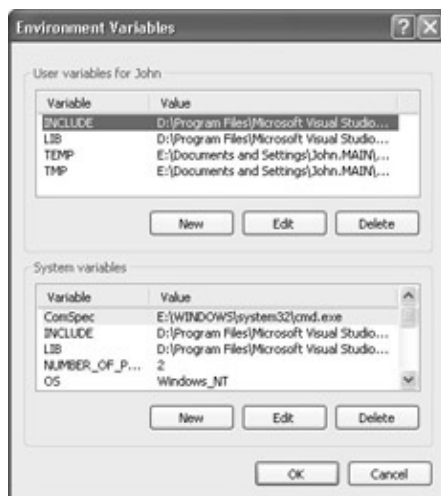 Environment Variables
User variables for John
Variable Value
INCLUDE D:\Program Files\Microsoft Visual Studio...
LIB D:\Program Files\Microsoft Visual Studio...
TEMP E:\Documents and Settings\John.MAIN\...
TMP E:\Documents and Settings\John.MAIN\...
New Edit Delete
System variables
Variable Value
ComSpec E:\WINDOWS\system32\cmd.exe
INCLUDE D:\Program Files\Microsoft Visual Studio...
LIB D:\Program Files\Microsoft Visual Studio...
NUMBER_OF_P... 2
OS Windows_NT
New Edit Delete
OK Cancel